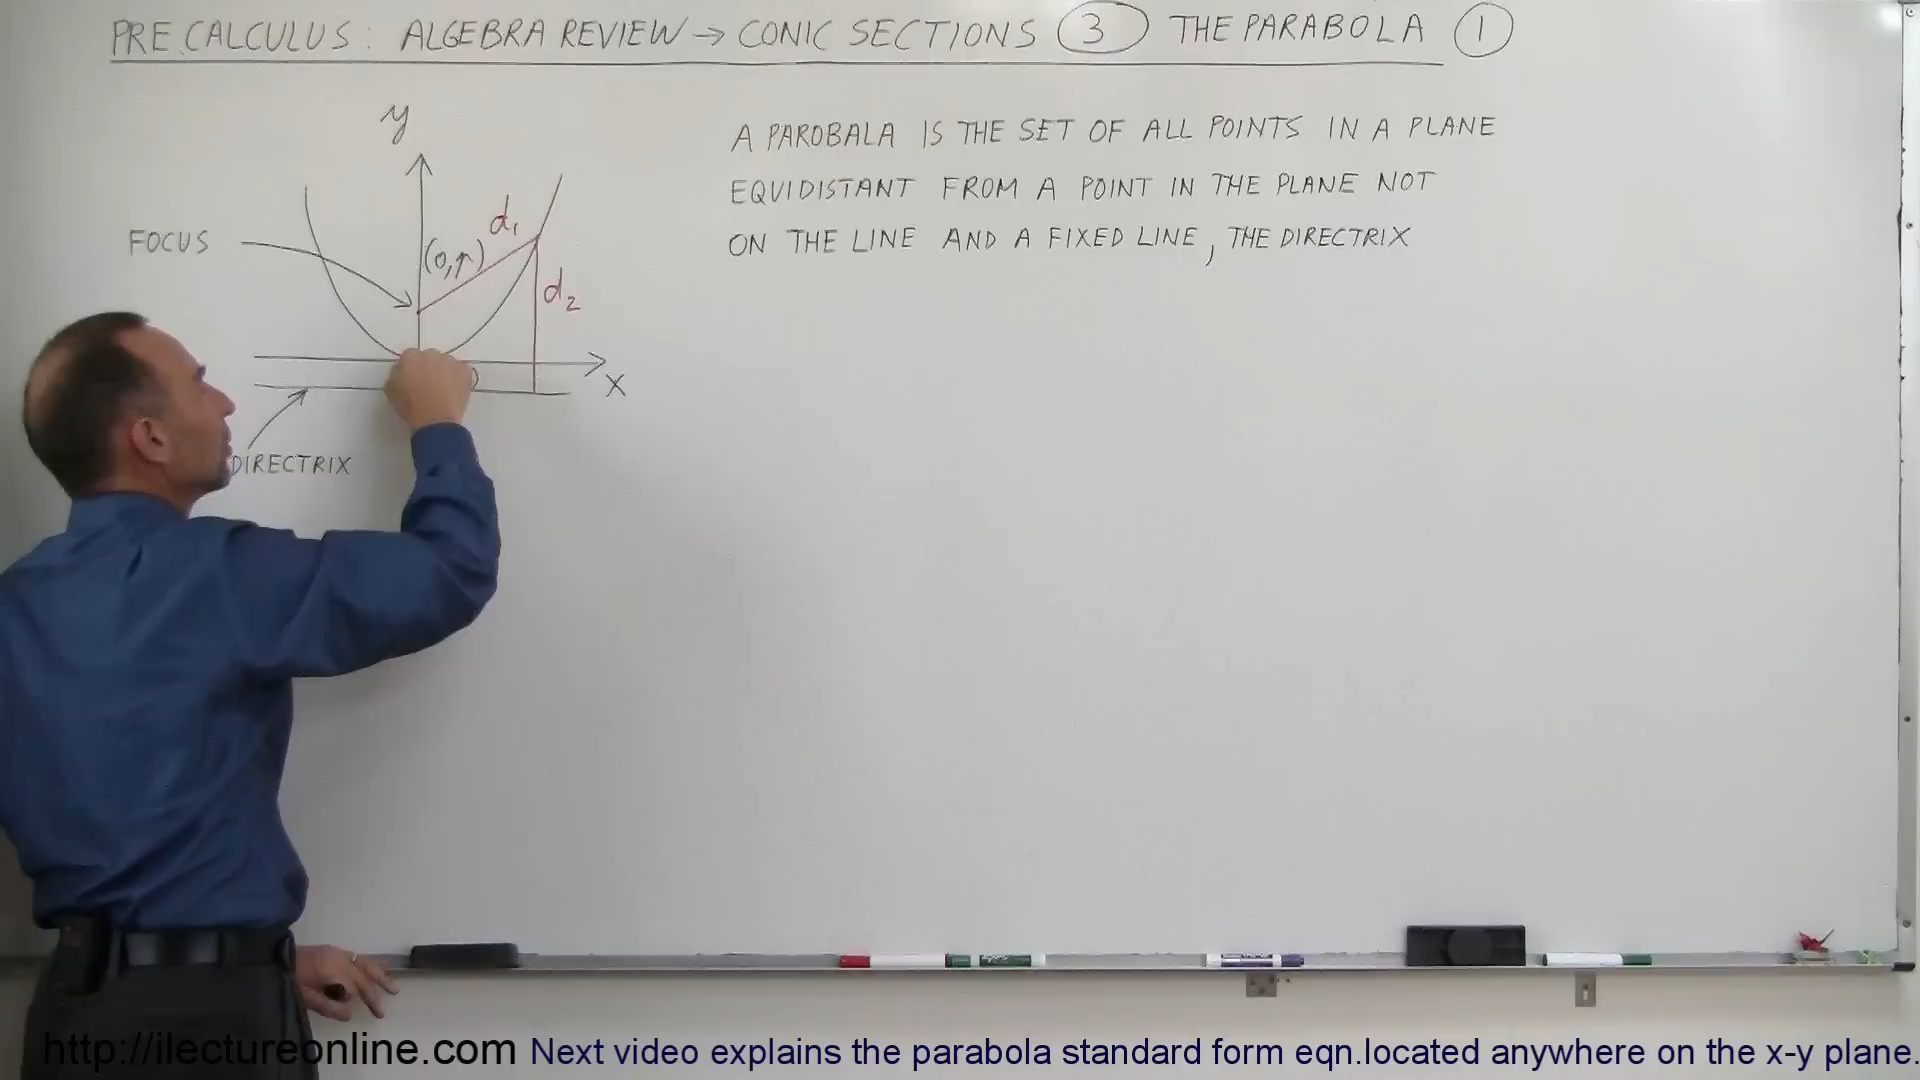 PRE CALCULUS: ALGEBRA REVIEW → CONIC SECTIONS 3 THE PARABOLA 1
y
A PAROBALA IS THE SET OF ALL POINTS IN A PLANE
EQUIDISTANT FROM A POINT IN THE PLANE NOT
ON THE LINE AND A FIXED LINE, THE DIRECTRIX
d₁
FOCUS
(0,p)
d₂
x
DIRECTRIX
http://ilectureonline.com Next video explains the parabola standard form eqn.located anywhere on the x-y plane.